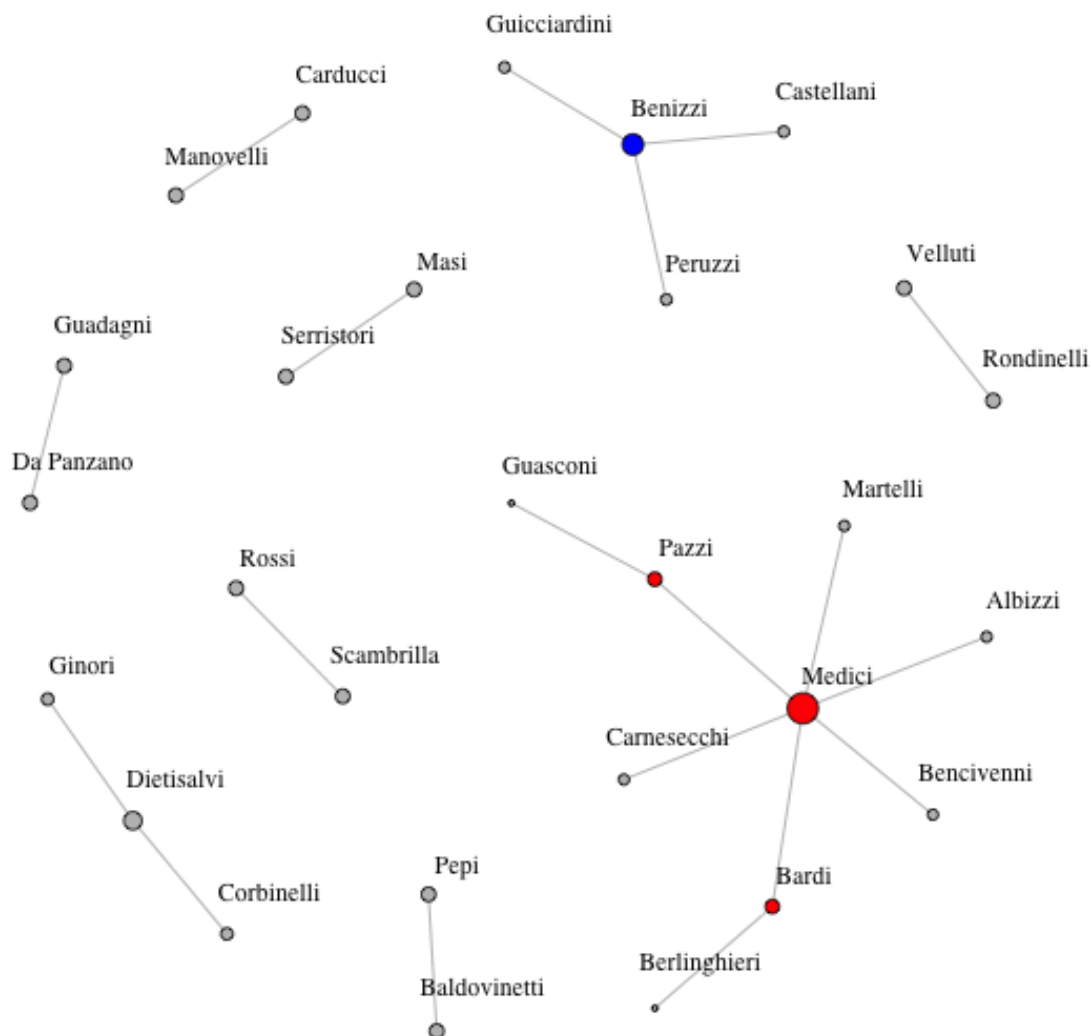 Guicciardini
Carducci
Castellani
Benizzi
Manovelli
Velluti
Masi
Peruzzi
Guadagni
Serristori
Rondinelli
Da Panzano
Guasconi
Martelli
Rossi
Pazzi
Albizzi
Ginori
Scambrilla
Medici
Carnesecchi
Bencivenni
Dietisalvi
Pepi
Bardi
Corbinelli
Berlinghieri
Baldovinetti